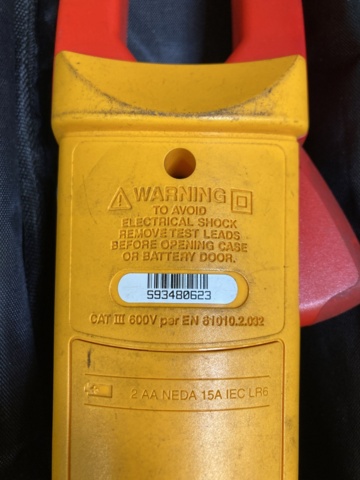 WARNING
TO AVOID
ELECTRICAL SHOCK
REMOVE TEST LEADS
BEFORE OPENING CASE
OR BATTERY DOOR.
S93480623
CAT III 600V per EN 61010.2.032
2 AA NEDA 15A IEC LR6